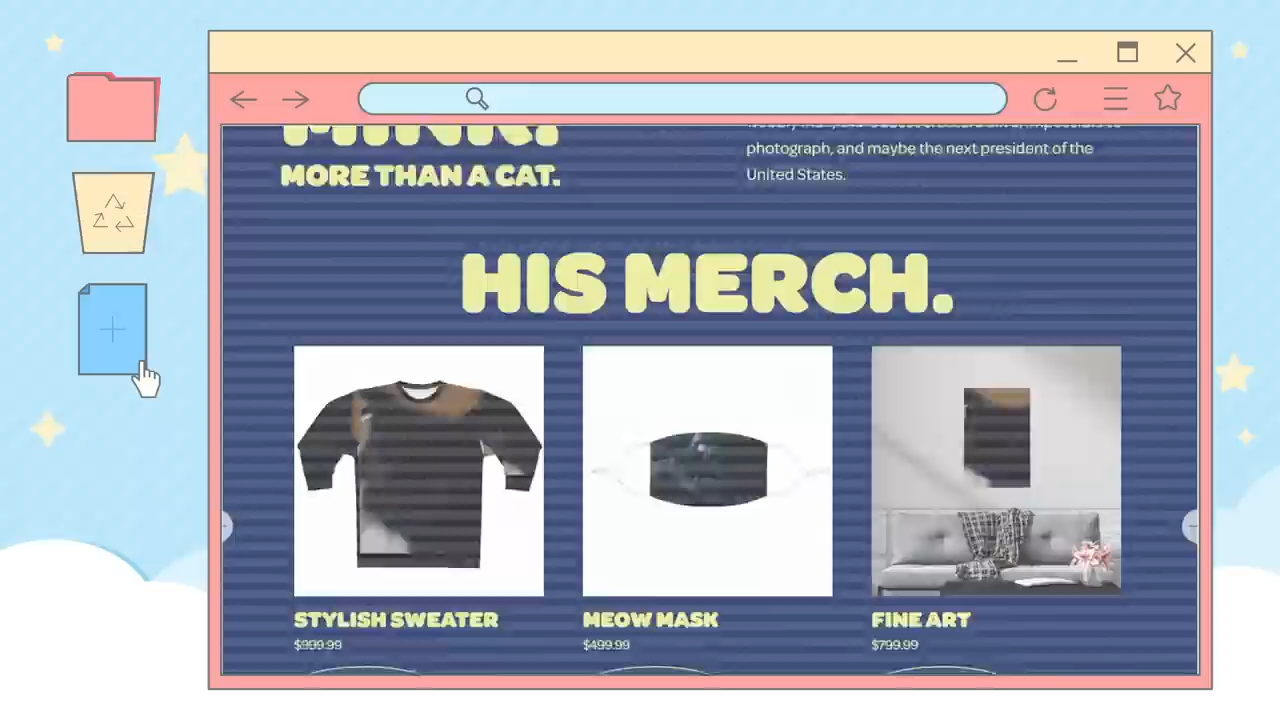 MORE THAN A CAT.
photograph, and maybe the next president of the
United States.
HIS MERCH.
STYLISH SWEATER
$999.99
MEOW MASK
$499.99
FINE ART
$799.99